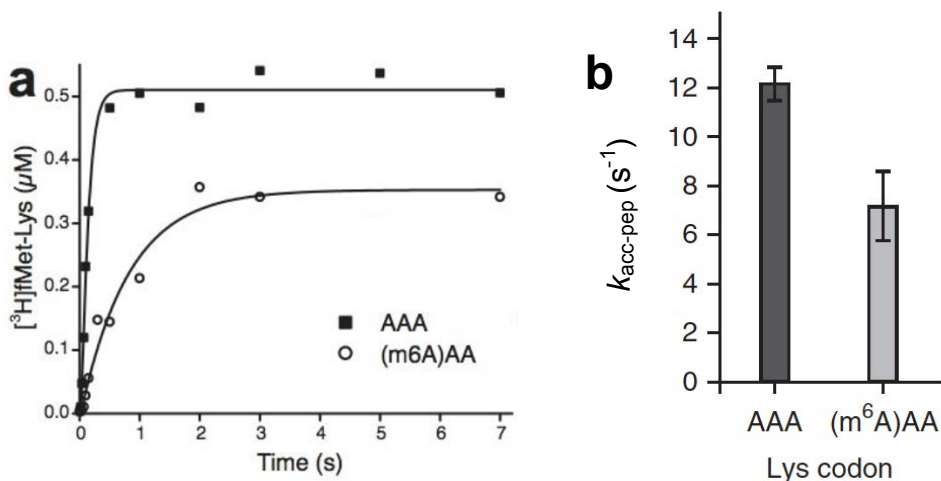 a
[³H]fMet-Lys (µM)
0.5
0.4
0.3
0.2
0.1
0.0
AAA
(m6A)AA
0 1 2 3 4 5 6 7
Time (s)
b
kacc-pep (s⁻¹)
14
12
10
8
6
4
2
0
AAA (m⁶A)AA
Lys codon